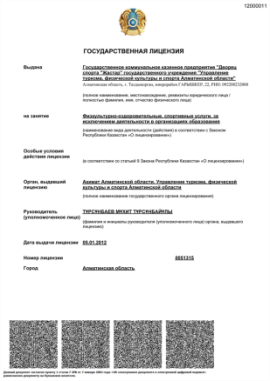 12000011
ГОСУДАРСТВЕННАЯ ЛИЦЕНЗИЯ
Выдана
Государственное коммунальное казенное предприятие "Дворец
спорта "Жастар" государственного учреждения "Управление
туризма, физической культуры и спорта Алматинской области"
Алматинская область, г. Талдыкорган,
(полное наименование, местонахождение, реквизиты юридического лица /
полностью фамилия, имя, отчество физического лица)
на занятие
Физкультурно-оздоровительные, спортивные услуги, за
исключением деятельности в организациях образования
(наименование вида деятельности (действия) в соответствии с Законом
Республики Казахстан «О лицензировании»)
Особые условия
действия лицензии
(в соответствии со статьей 9 Закона Республики Казахстан «О лицензировании»)
Орган, выдавший
лицензию
Акимат Алматинской области. Управление туризма, физической
культуры и спорта Алматинской области
(полное наименование государственного органа лицензирования)
Руководитель
(уполномоченное лицо)
ТУРСУНБАЕВ МУХИТ ТУРСУНБАЙУЛЫ
(фамилия и инициалы руководителя (уполномоченного лица) органа, выдавшего
лицензию)
Дата выдачи лицензии
05.01.2012
Номер лицензии
0001315
Город
Алматинская область